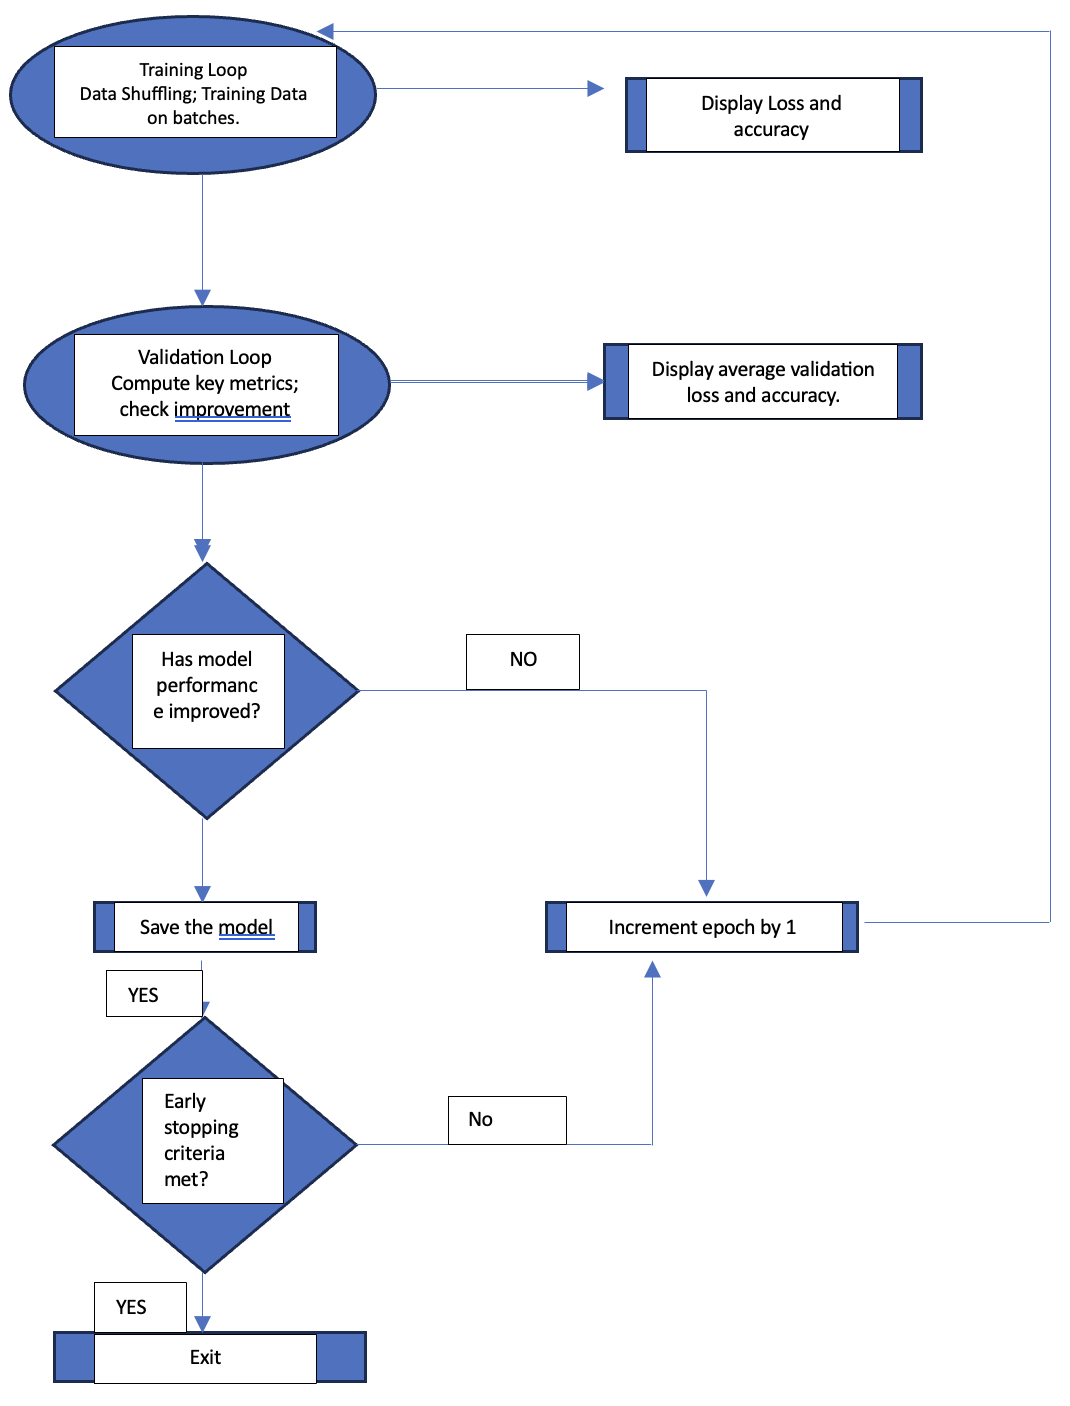 Training Loop
Data Shuffling; Training Data
on batches.
Display Loss and
accuracy
Validation Loop
Compute key metrics;
check improvement
Display average validation
loss and accuracy.
Has model
performanc
e improved?
NO
Save the model
Increment epoch by 1
YES
Early
stopping
criteria
met?
No
YES
Exit